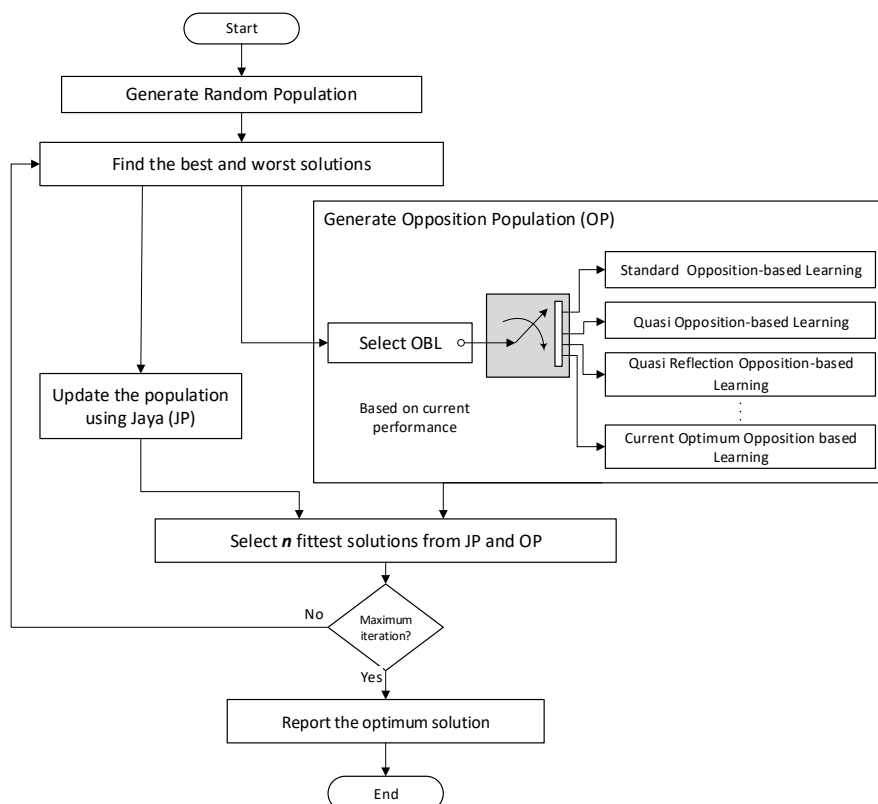 Start
Generate Random Population
Find the best and worst solutions
Generate Opposition Population (OP)
Standard Opposition-based Learning
Quasi Opposition-based Learning
Select OBL
Quasi Reflection Opposition-based
Learning
Update the population
using Jaya (JP)
Based on current
performance
Current Optimum Opposition based
Learning
Select n fittest solutions from JP and OP
No
Maximum
iteration?
Yes
Report the optimum solution
End